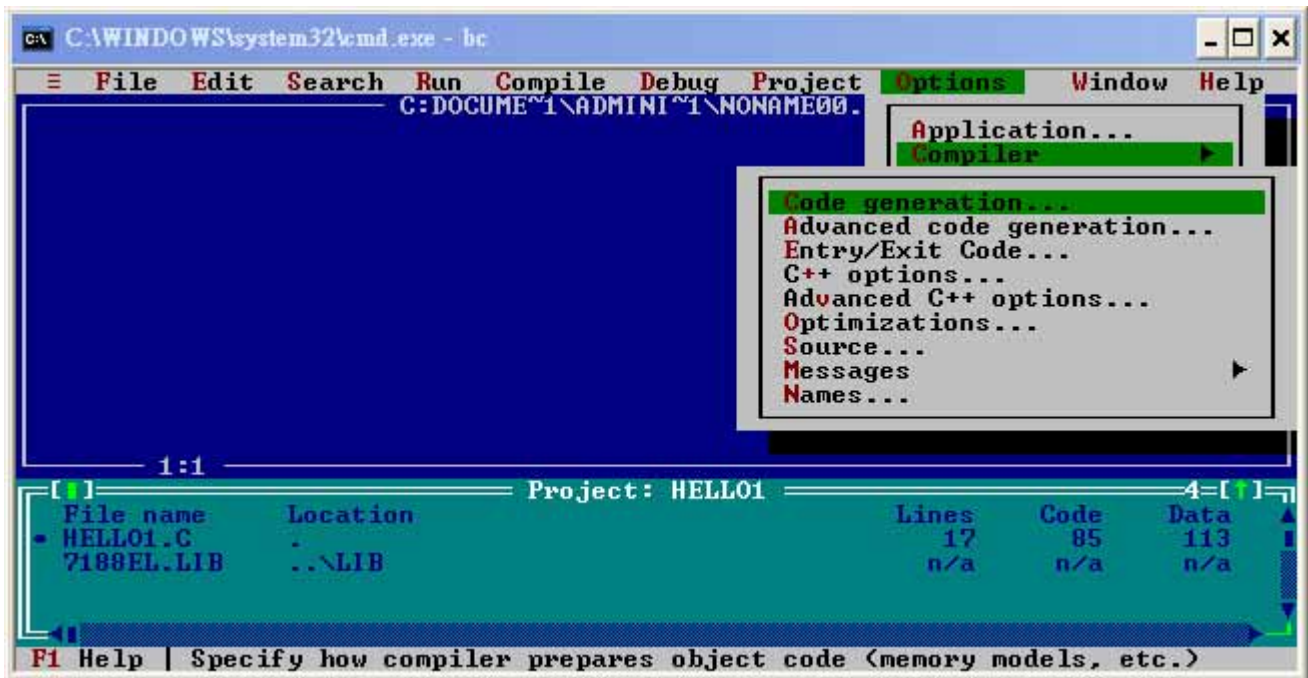 C:\WINDOWS\system32\cmd.exe - bc
≡ File Edit Search Run Compile Debug Project Options Window Help
C:DOCUME~1\ADMINI~1\NONAME00.
Application...
Compiler ►
Code generation...
Advanced code generation...
Entry/Exit Code...
C++ options...
Advanced C++ options...
Optimizations...
Source...
Messages ►
Names...
1:1
Project: HELLO1 4=[↑]
File name Location Lines Code Data
• HELLO1.C . 17 85 113
7188EL.LIB ..\LIB n/a n/a n/a
F1 Help | Specify how compiler prepares object code (memory models, etc.)